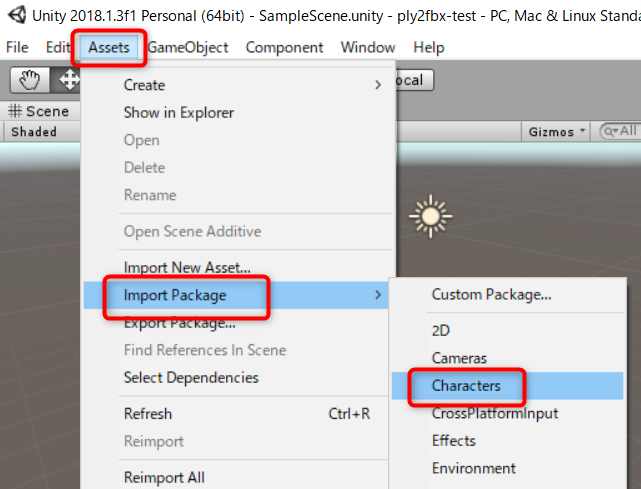 Unity 2018.1.3f1 Personal (64bit) - SampleScene.unity - ply2fbx-test - PC, Mac & Linux Standa
File Edit Assets GameObject Component Window Help
ocal
Scene
Shaded
Gizmos
All
Create
Show in Explorer
Open
Delete
Rename
Open Scene Additive
Import New Asset...
Import Package
Export Package...
Find References In Scene
Select Dependencies
Refresh Ctrl+R
Reimport
Reimport All
Custom Package...
2D
Cameras
Characters
CrossPlatformInput
Effects
Environment